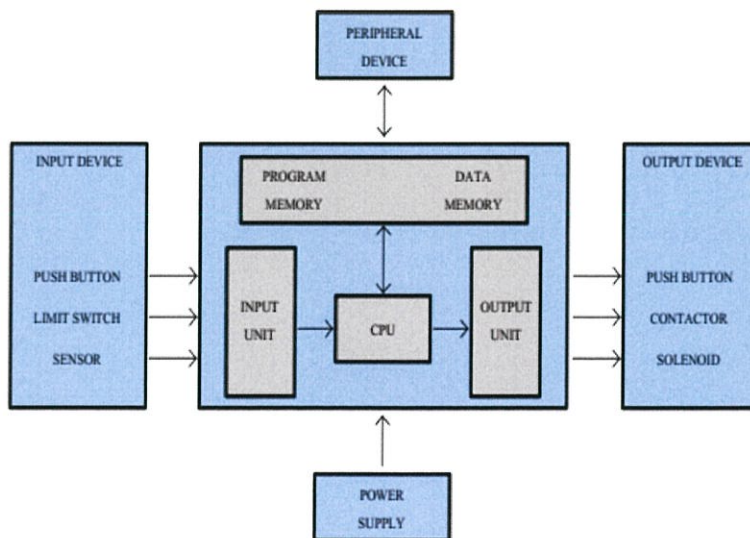 PERIPHERAL
DEVICE
INPUT DEVICE
PUSH BUTTON
LIMIT SWITCH
SENSOR
PROGRAM
MEMORY
DATA
MEMORY
INPUT
UNIT
CPU
OUTPUT
UNIT
OUTPUT DEVICE
PUSH BUTTON
CONTACTOR
SOLENOID
POWER
SUPPLY